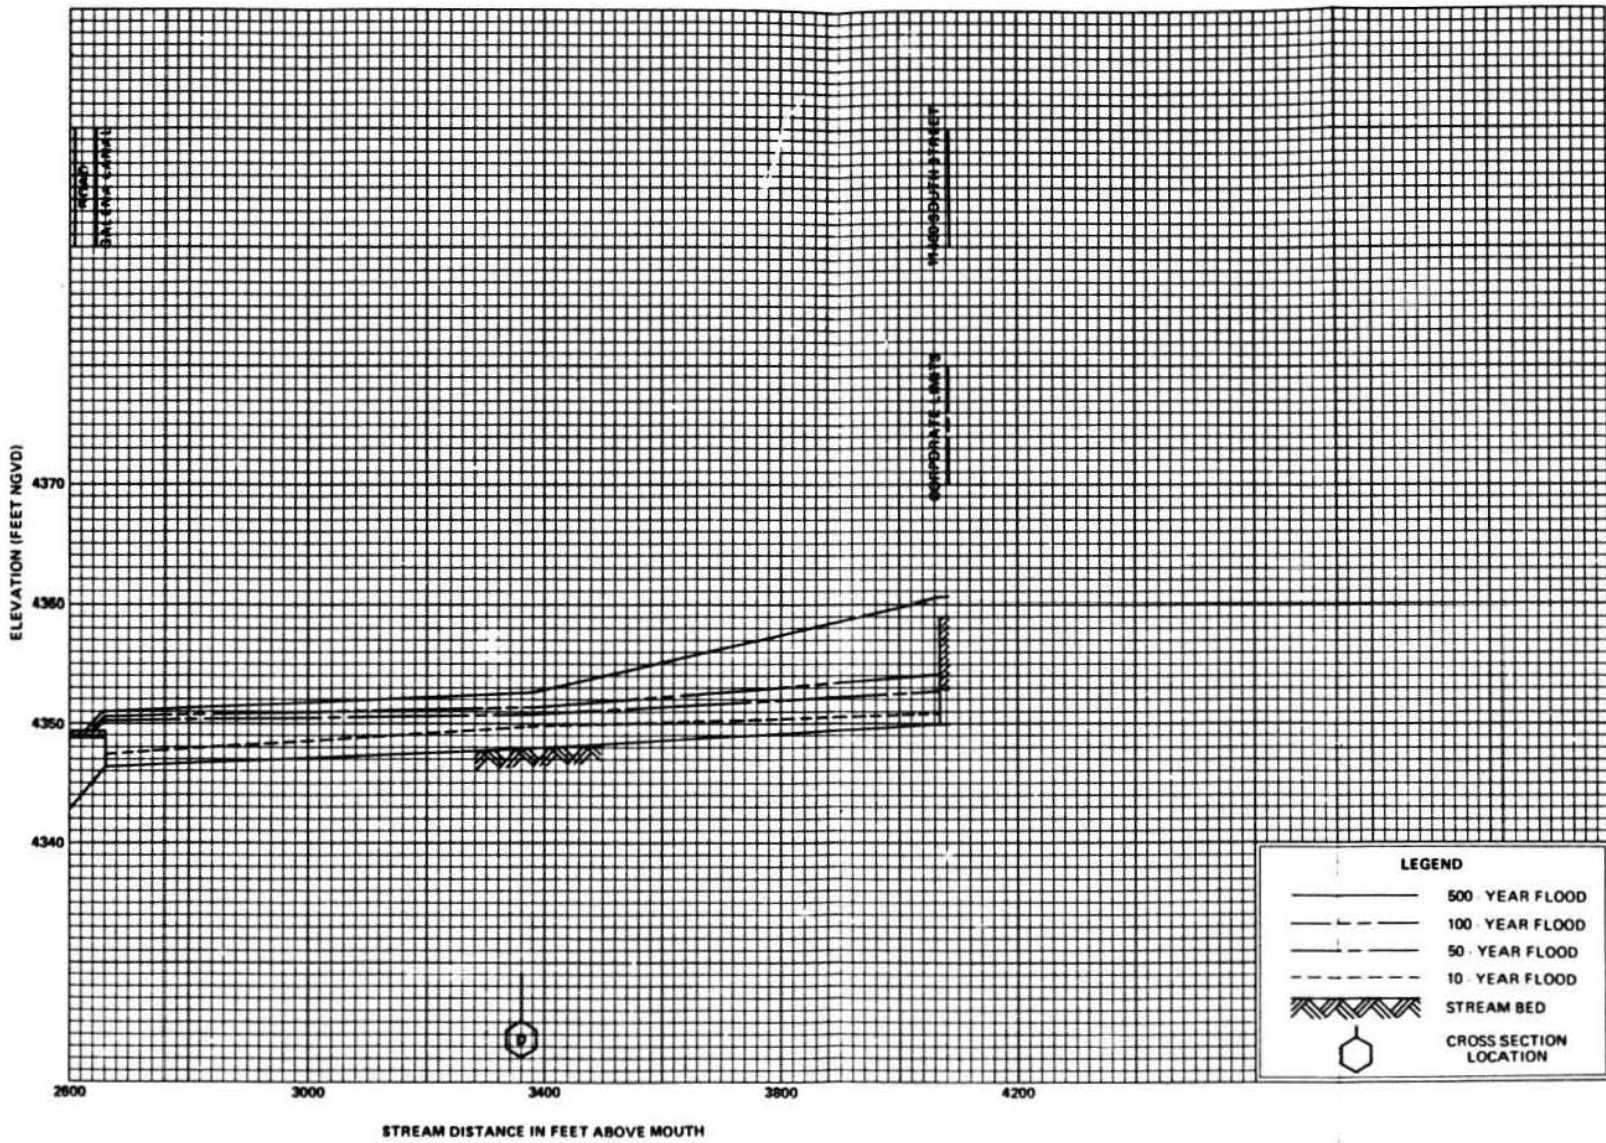 ROAD
GALENA CANAL
11400 SOUTH STREET
CORPORATE LIMITS
ELEVATION (FEET NGVD)
4370
4360
4350
4340
D
2600
3000
3400
3800
4200
STREAM DISTANCE IN FEET ABOVE MOUTH
LEGEND
500 - YEAR FLOOD
100 - YEAR FLOOD
50 - YEAR FLOOD
10 - YEAR FLOOD
STREAM BED
CROSS SECTION
LOCATION